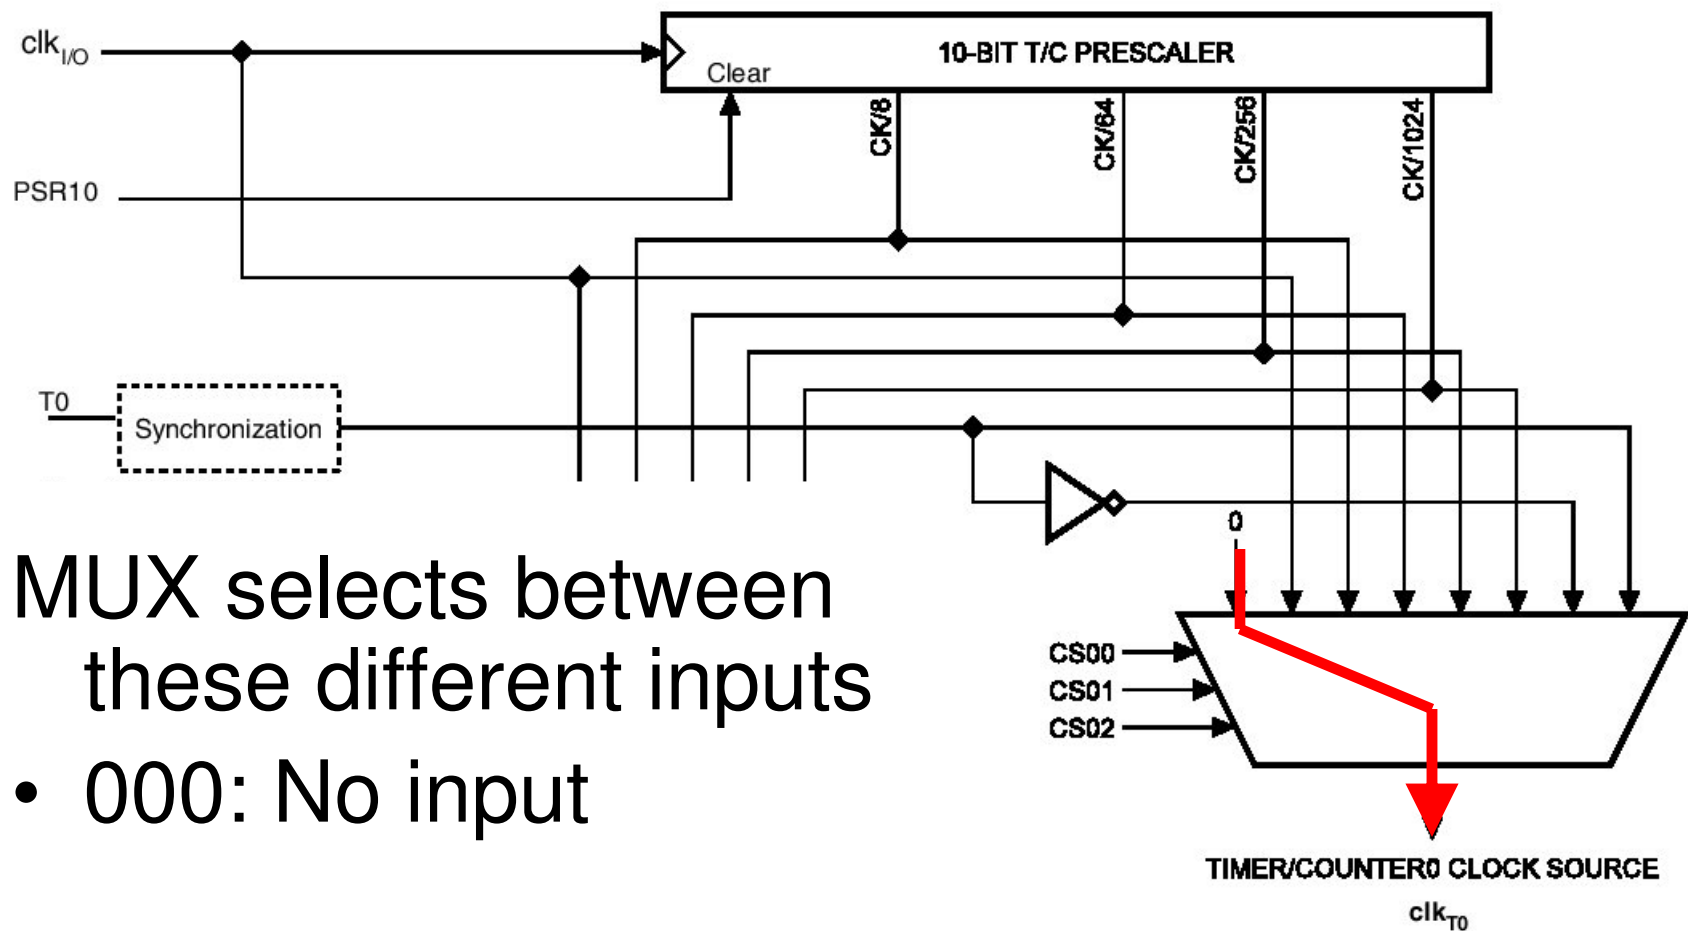 clkI/O
10-BIT T/C PRESCALER
Clear
CK/8
CK/64
CK/256
CK/1024
PSR10
T0
Synchronization
0
MUX selects between
these different inputs
• 000: No input
CS00
CS01
CS02
TIMER/COUNTER0 CLOCK SOURCE
clkT0